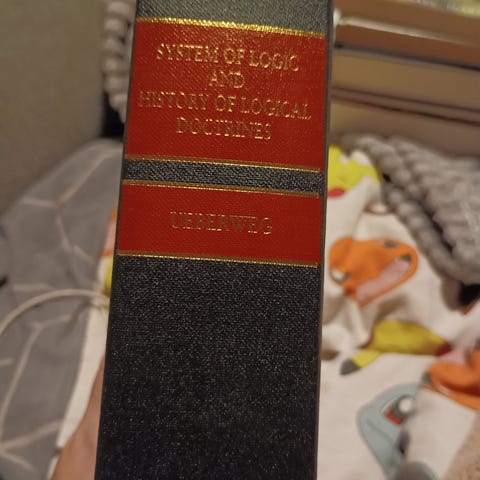 SYSTEM OF LOGIC
AND
HISTORY OF LOGICAL
DOCTRINES
UEBERWEG